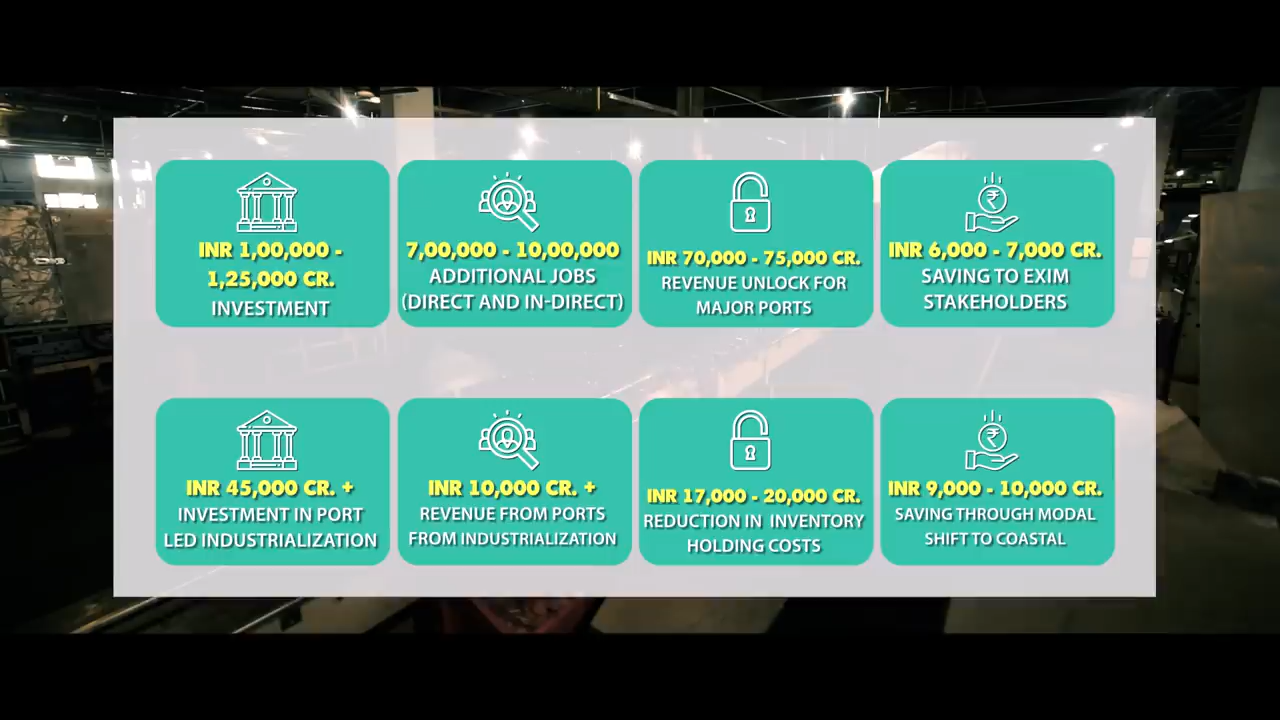 INR 1,00,000 -
1,25,000 CR.
INVESTMENT
7,00,000 - 10,00,000
ADDITIONAL JOBS
(DIRECT AND IN-DIRECT)
INR 70,000 - 75,000 CR.
REVENUE UNLOCK FOR
MAJOR PORTS
INR 6,000 - 7,000 CR.
SAVING TO EXIM
STAKEHOLDERS
INR 45,000 CR. +
INVESTMENT IN PORT
LED INDUSTRIALIZATION
INR 10,000 CR. +
REVENUE FROM PORTS
FROM INDUSTRIALIZATION
INR 17,000 - 20,000 CR.
REDUCTION IN INVENTORY
HOLDING COSTS
INR 9,000 - 10,000 CR.
SAVING THROUGH MODAL
SHIFT TO COASTAL